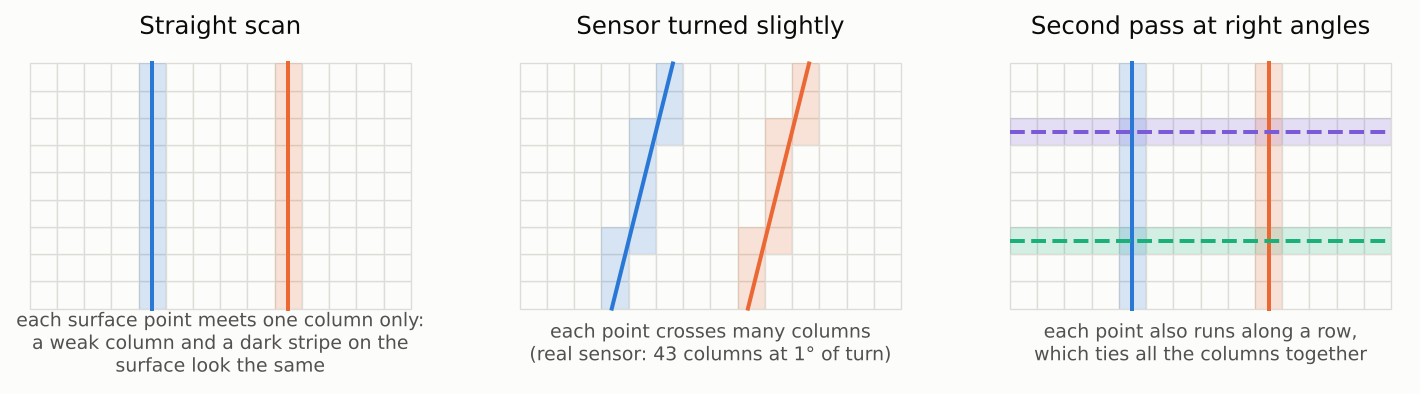 Straight scan
each surface point meets one column only:
a weak column and a dark stripe on the
surface look the same
Sensor turned slightly
each point crosses many columns
(real sensor: 43 columns at 1° of turn)
Second pass at right angles
each point also runs along a row,
which ties all the columns together